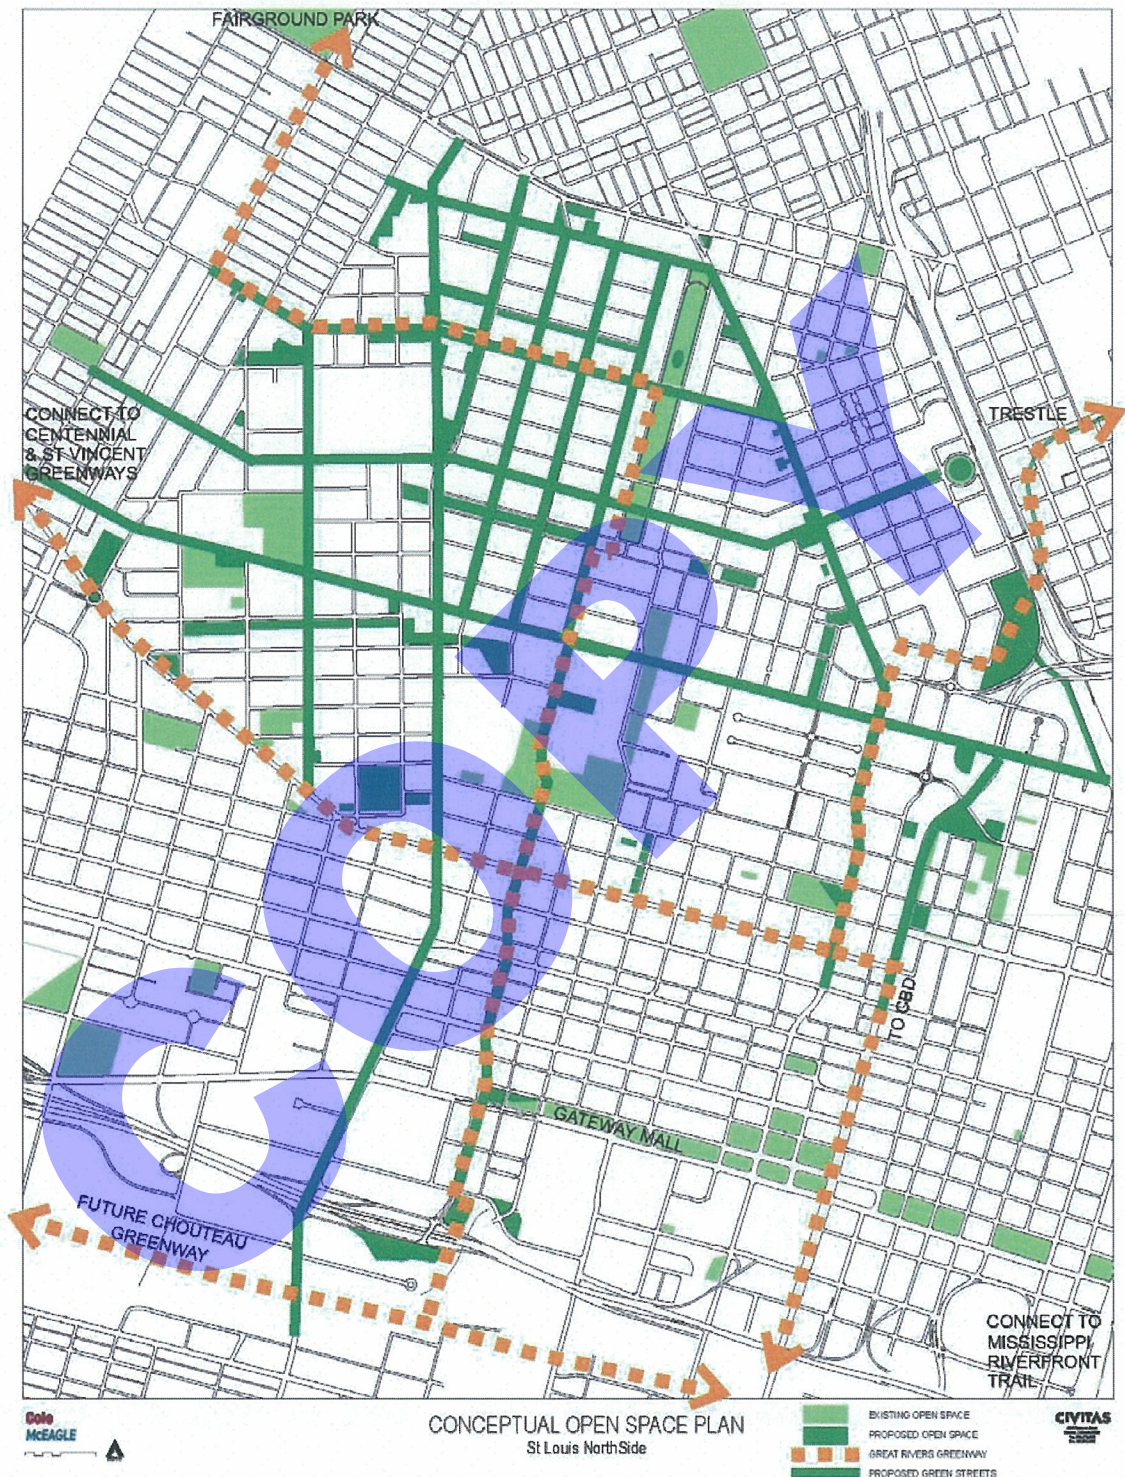 FAIRGROUND PARK
CONNECT TO
CENTENNIAL
& ST VINCENT
GREENWAYS
TRESTLE
TO CBD
GATEWAY MALL
FUTURE CHOUTEAU
GREENWAY
CONNECT TO
MISSISSIPPI
RIVERFRONT
TRAIL
COPY
Cole
McEAGLE
CONCEPTUAL OPEN SPACE PLAN
St Louis NorthSide
EXISTING OPEN SPACE
PROPOSED OPEN SPACE
GREAT RIVERS GREENWAY
PROPOSED GREEN STREETS
CIVITAS